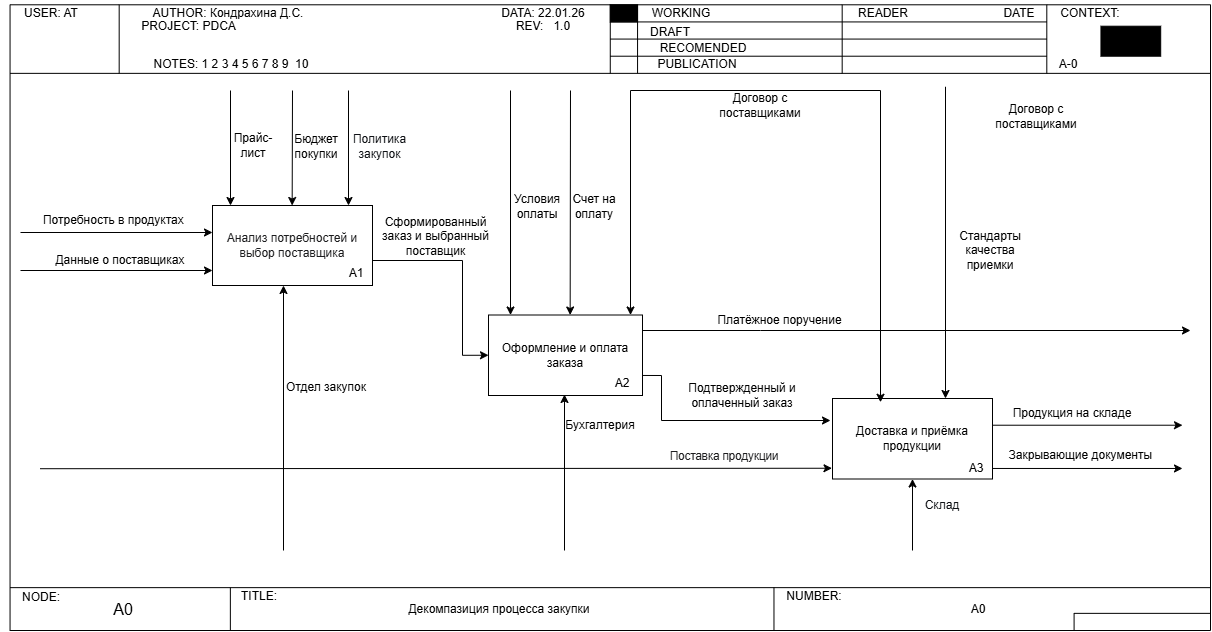 USER: AT
AUTHOR: Кондрахина Д.С.
PROJECT: PDCA
NOTES: 1 2 3 4 5 6 7 8 9 10
DATA: 22.01.26
REV: 1.0
WORKING
DRAFT
RECOMENDED
PUBLICATION
READER
DATE
CONTEXT:
A-0
Прайс-
лист
Бюджет
покупки
Политика
закупок
Условия
оплаты
Счет на
оплату
Договор с
поставщиками
Договор с
поставщиками
Потребность в продуктах
Данные о поставщиках
Анализ потребностей и
выбор поставщика
A1
Сформированный
заказ и выбранный
поставщик
Стандарты
качества
приемки
Оформление и оплата
заказа
A2
Платёжное поручение
Отдел закупок
Бухгалтерия
Подтвержденный и
оплаченный заказ
Поставка продукции
Доставка и приёмка
продукции
A3
Продукция на складе
Закрывающие документы
Склад
NODE:
A0
TITLE:
Декомпазиция процесса закупки
NUMBER:
A0